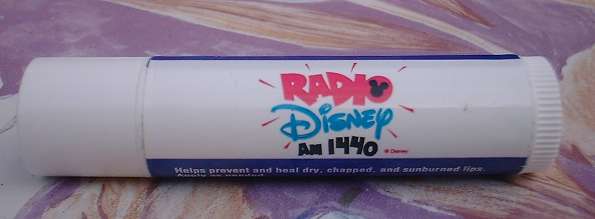 RADIO
Disney
AM 1440
© Disney
Helps prevent and heal dry, chapped, and sunburned lips.
Apply as needed.